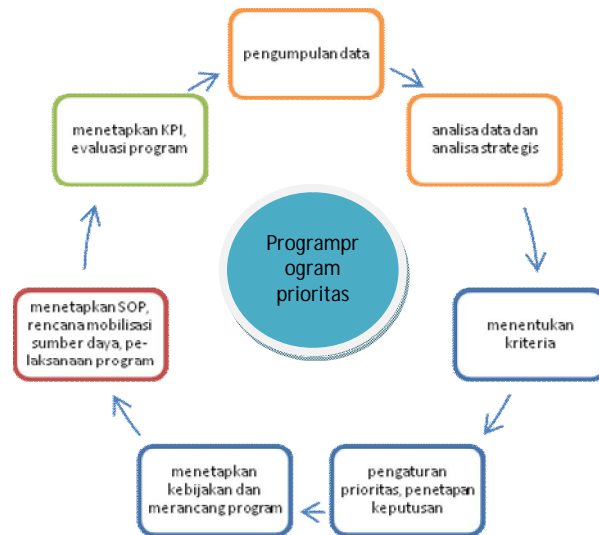 pengumpulan data
analisa data dan
analisa strategis
menentukan
kriteria
pengaturan
prioritas, penetapan
keputusan
menetapkan
kebijakan dan
merancang program
menetapkan SOP,
rencana mobilisasi
sumber daya, pe-
laksanaan program
menetapkan KPI,
evaluasi program
Programpr
ogram
prioritas